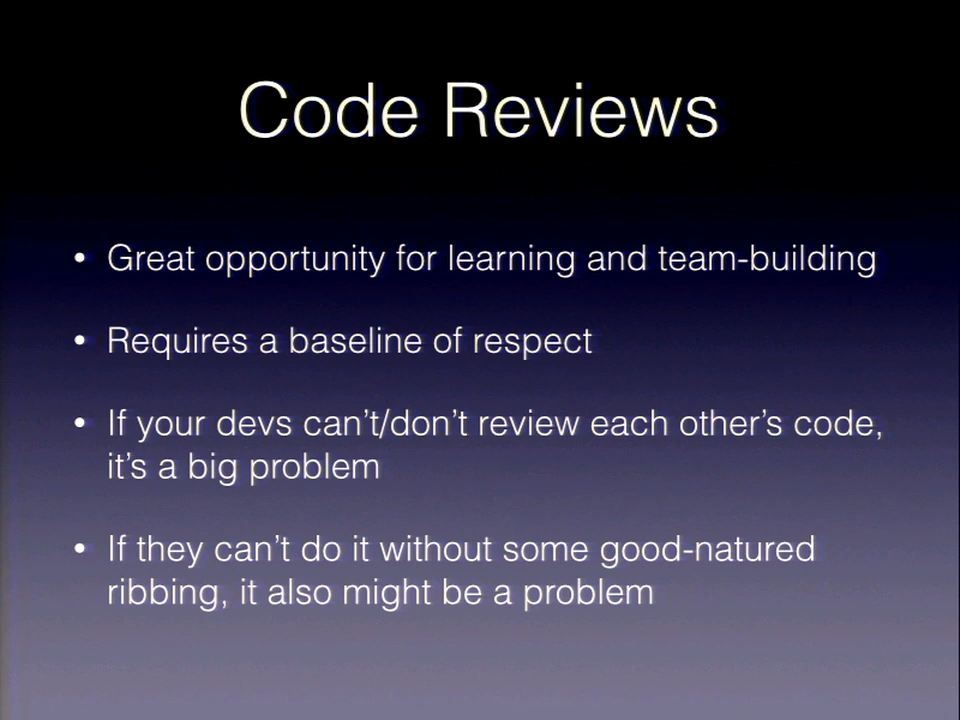 Code Reviews
• Great opportunity for learning and team-building
• Requires a baseline of respect
• If your devs can’t/don’t review each other’s code,
it’s a big problem
• If they can’t do it without some good-natured
ribbing, it also might be a problem